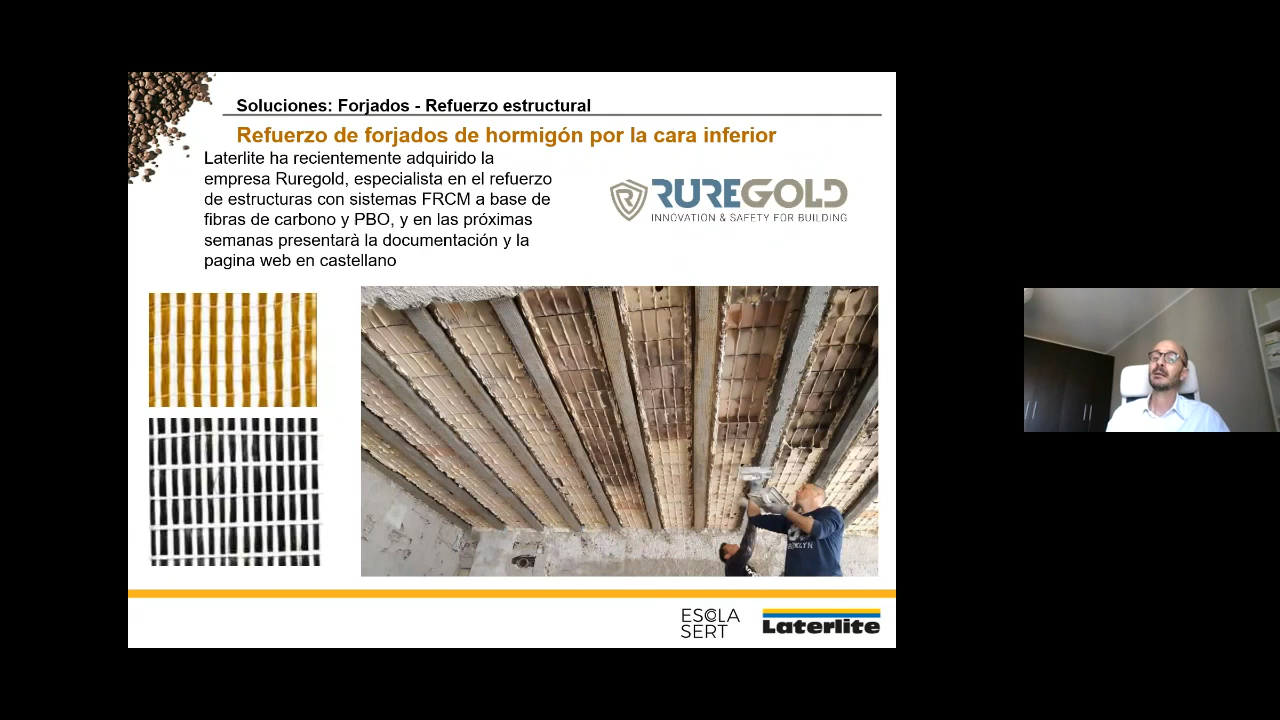 Soluciones: Forjados - Refuerzo estructural
Refuerzo de forjados de hormigón por la cara inferior
Laterlite ha recientemente adquirido la
empresa Ruregold, especialista en el refuerzo
de estructuras con sistemas FRCM a base de
fibras de carbono y PBO, y en las próximas
semanas presentarà la documentación y la
pagina web en castellano
RUREGOLD
INNOVATION & SAFETY FOR BUILDING
ESCOLA
SERT
Laterlite